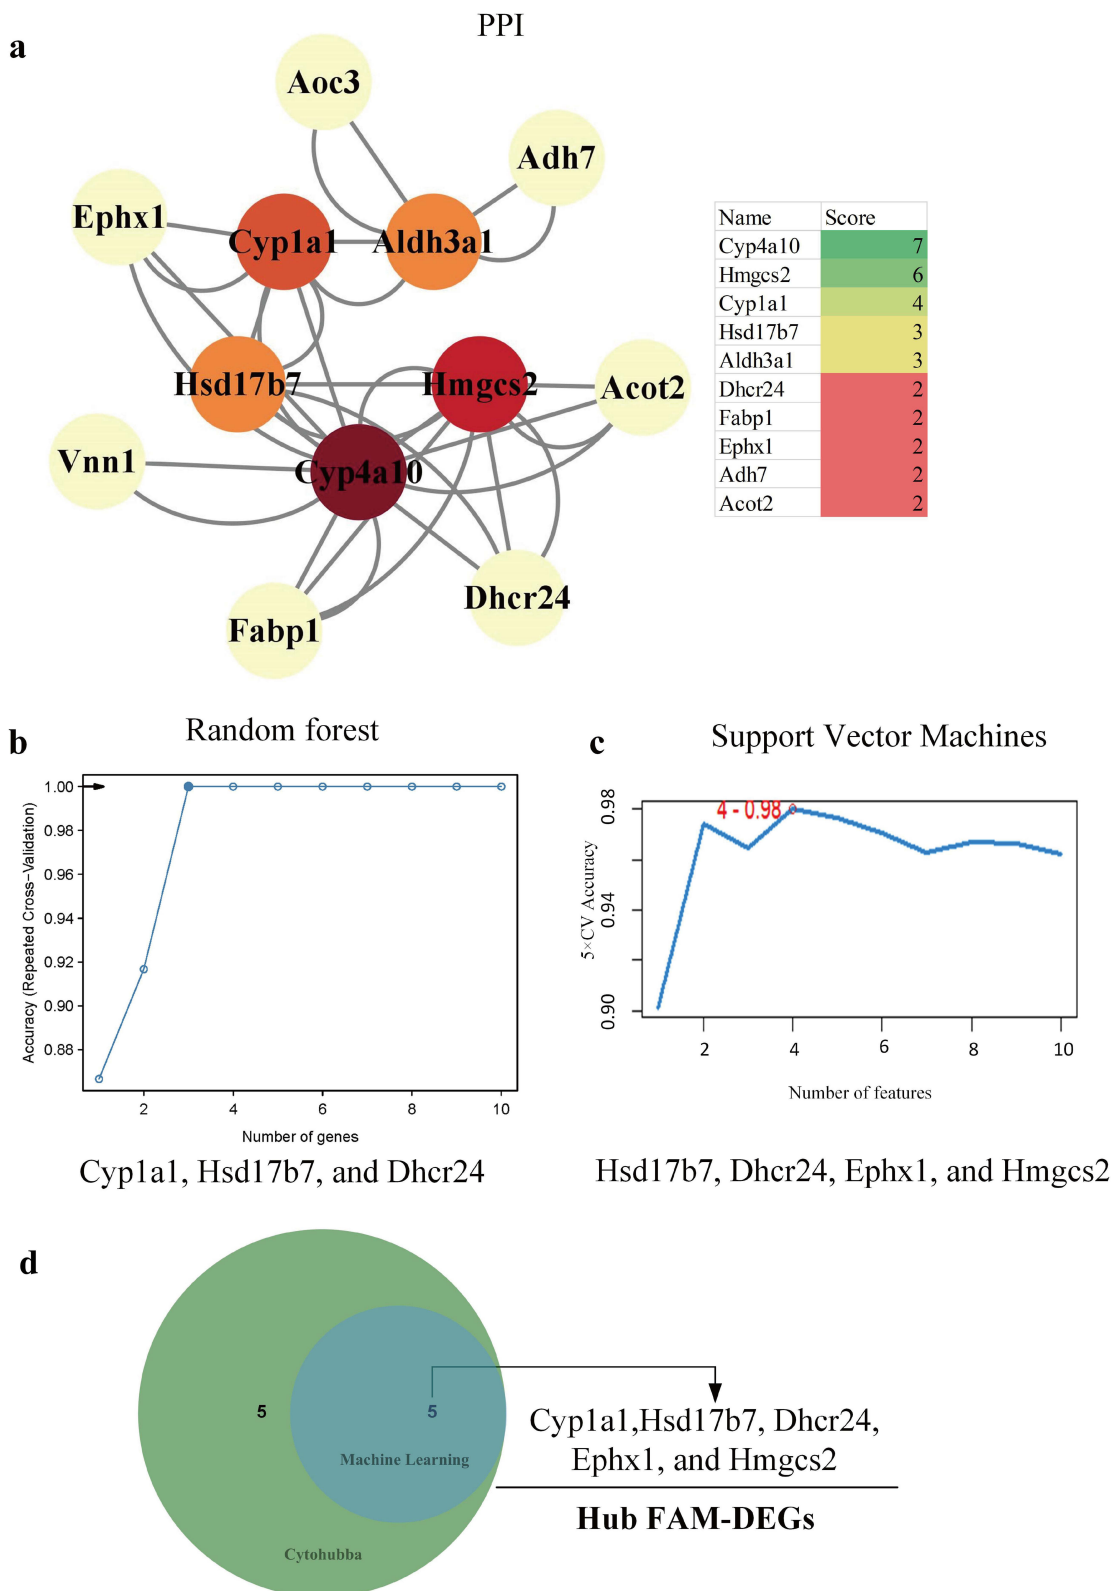 PPI
a
Aoc3
Adh7
Ephx1
Cyp1a1
Aldh3a1
Hsd17b7
Hmgcs2
Acot2
Vnn1
Cyp4a10
Dhcr24
Fabp1
Name Score
Cyp4a10 7
Hmgcs2 6
Cyp1a1 4
Hsd17b7 3
Aldh3a1 3
Dhcr24 2
Fabp1 2
Ephx1 2
Adh7 2
Acot2 2
b
Random forest
Accuracy (Repeated Cross−Validation)
1.00
0.98
0.96
0.94
0.92
0.90
0.88
2 4 6 8 10
Number of genes
Cyp1a1, Hsd17b7, and Dhcr24
c
Support Vector Machines
5×CV Accuracy
0.98
0.94
0.90
4 - 0.98
2 4 6 8 10
Number of features
Hsd17b7, Dhcr24, Ephx1, and Hmgcs2
d
5
5
Machine Learning
Cytohubba
Cyp1a1,Hsd17b7, Dhcr24,
Ephx1, and Hmgcs2
Hub FAM-DEGs